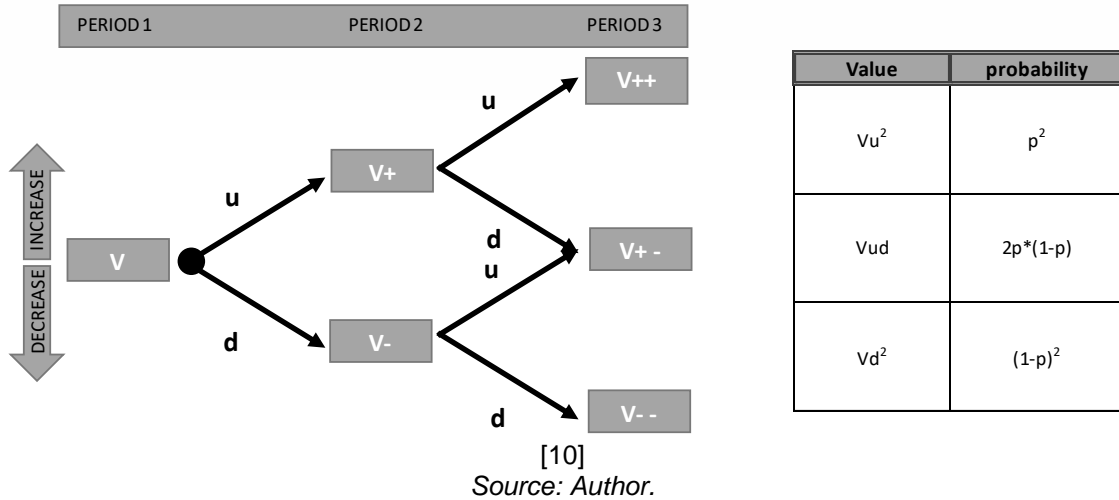 PERIOD 1 PERIOD 2 PERIOD 3
V++
u
INCREASE
V+
u
d
V
V+ -
u
DECREASE
d
V-
d
V- -
Value probability
Vu² p²
Vud 2p*(1-p)
Vd² (1-p)²
[10]
Source: Author.